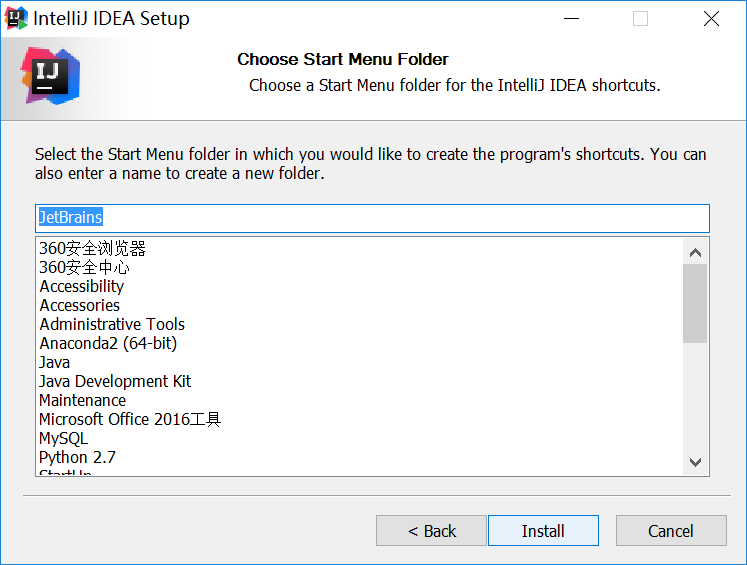 IntelliJ IDEA Setup
IJ
Choose Start Menu Folder
Choose a Start Menu folder for the IntelliJ IDEA shortcuts.
IJ
Select the Start Menu folder in which you would like to create the program's shortcuts. You can
also enter a name to create a new folder.
JetBrains
360安全浏览器
360安全中心
Accessibility
Accessories
Administrative Tools
Anaconda2 (64-bit)
Java
Java Development Kit
Maintenance
Microsoft Office 2016工具
MySQL
Python 2.7
StartUp
< Back
Install
Cancel